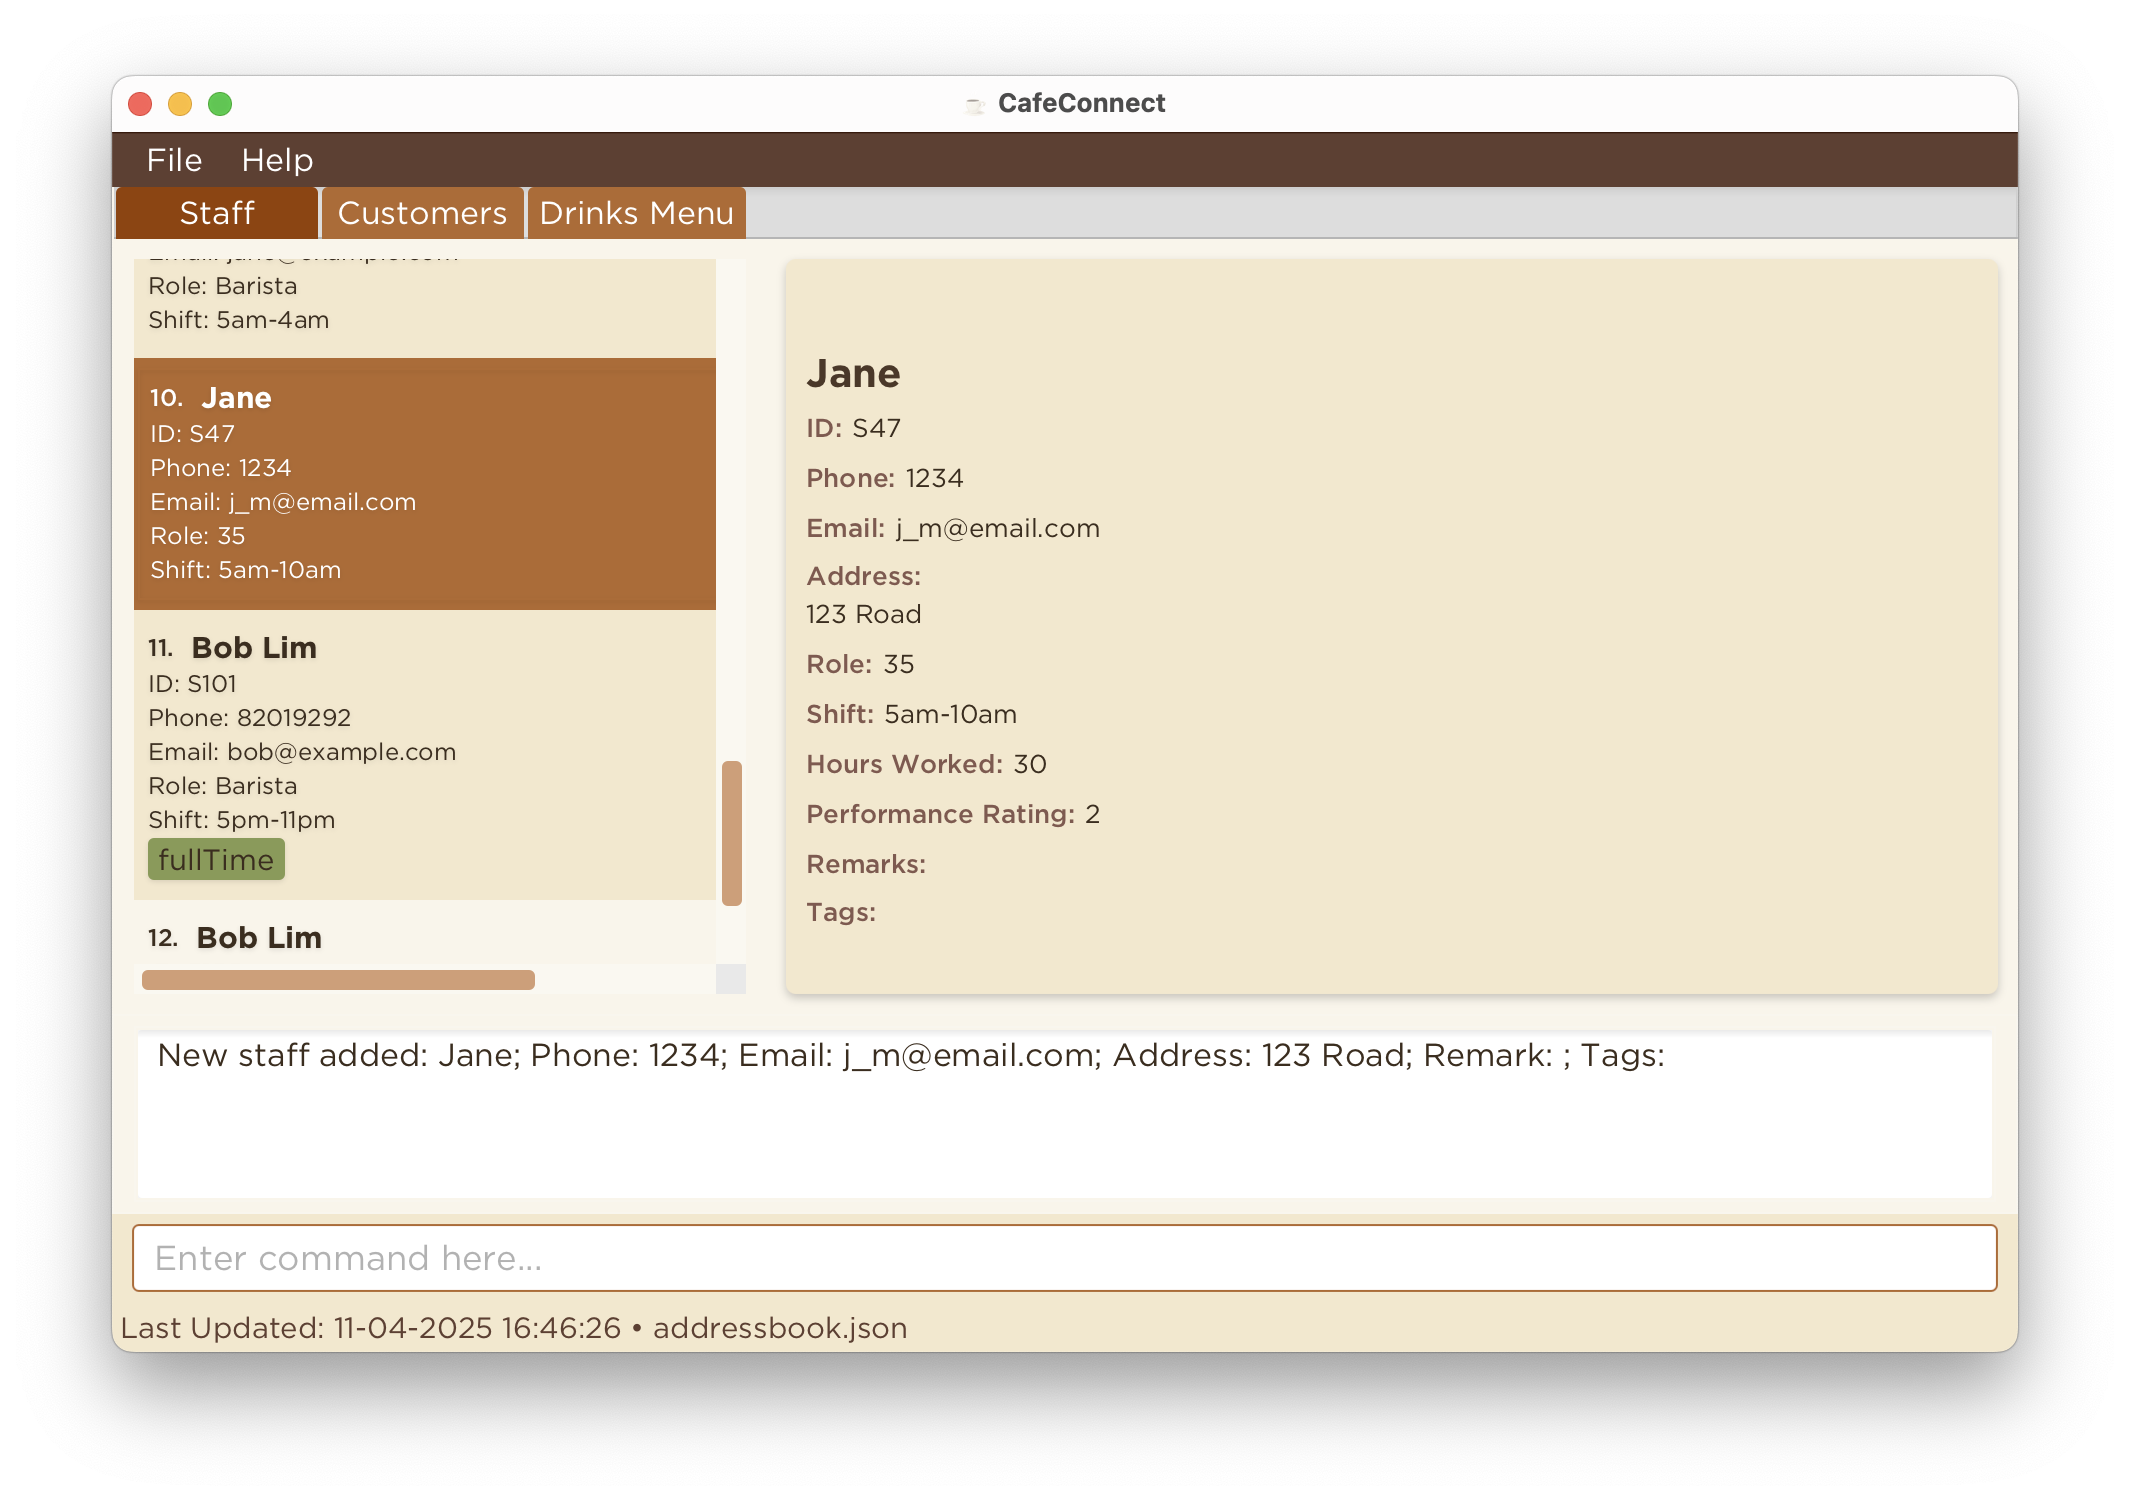 CafeConnect
File Help
Staff Customers Drinks Menu
Role: Barista
Shift: 5am-4am
10. Jane
ID: S47
Phone: 1234
Email: j_m@email.com
Role: 35
Shift: 5am-10am
11. Bob Lim
ID: S101
Phone: 82019292
Email: bob@example.com
Role: Barista
Shift: 5pm-11pm
fullTime
12. Bob Lim
Jane
ID: S47
Phone: 1234
Email: j_m@email.com
Address:
123 Road
Role: 35
Shift: 5am-10am
Hours Worked: 30
Performance Rating: 2
Remarks:
Tags:
New staff added: Jane; Phone: 1234; Email: j_m@email.com; Address: 123 Road; Remark: ; Tags:
Enter command here...
Last Updated: 11-04-2025 16:46:26 • addressbook.json